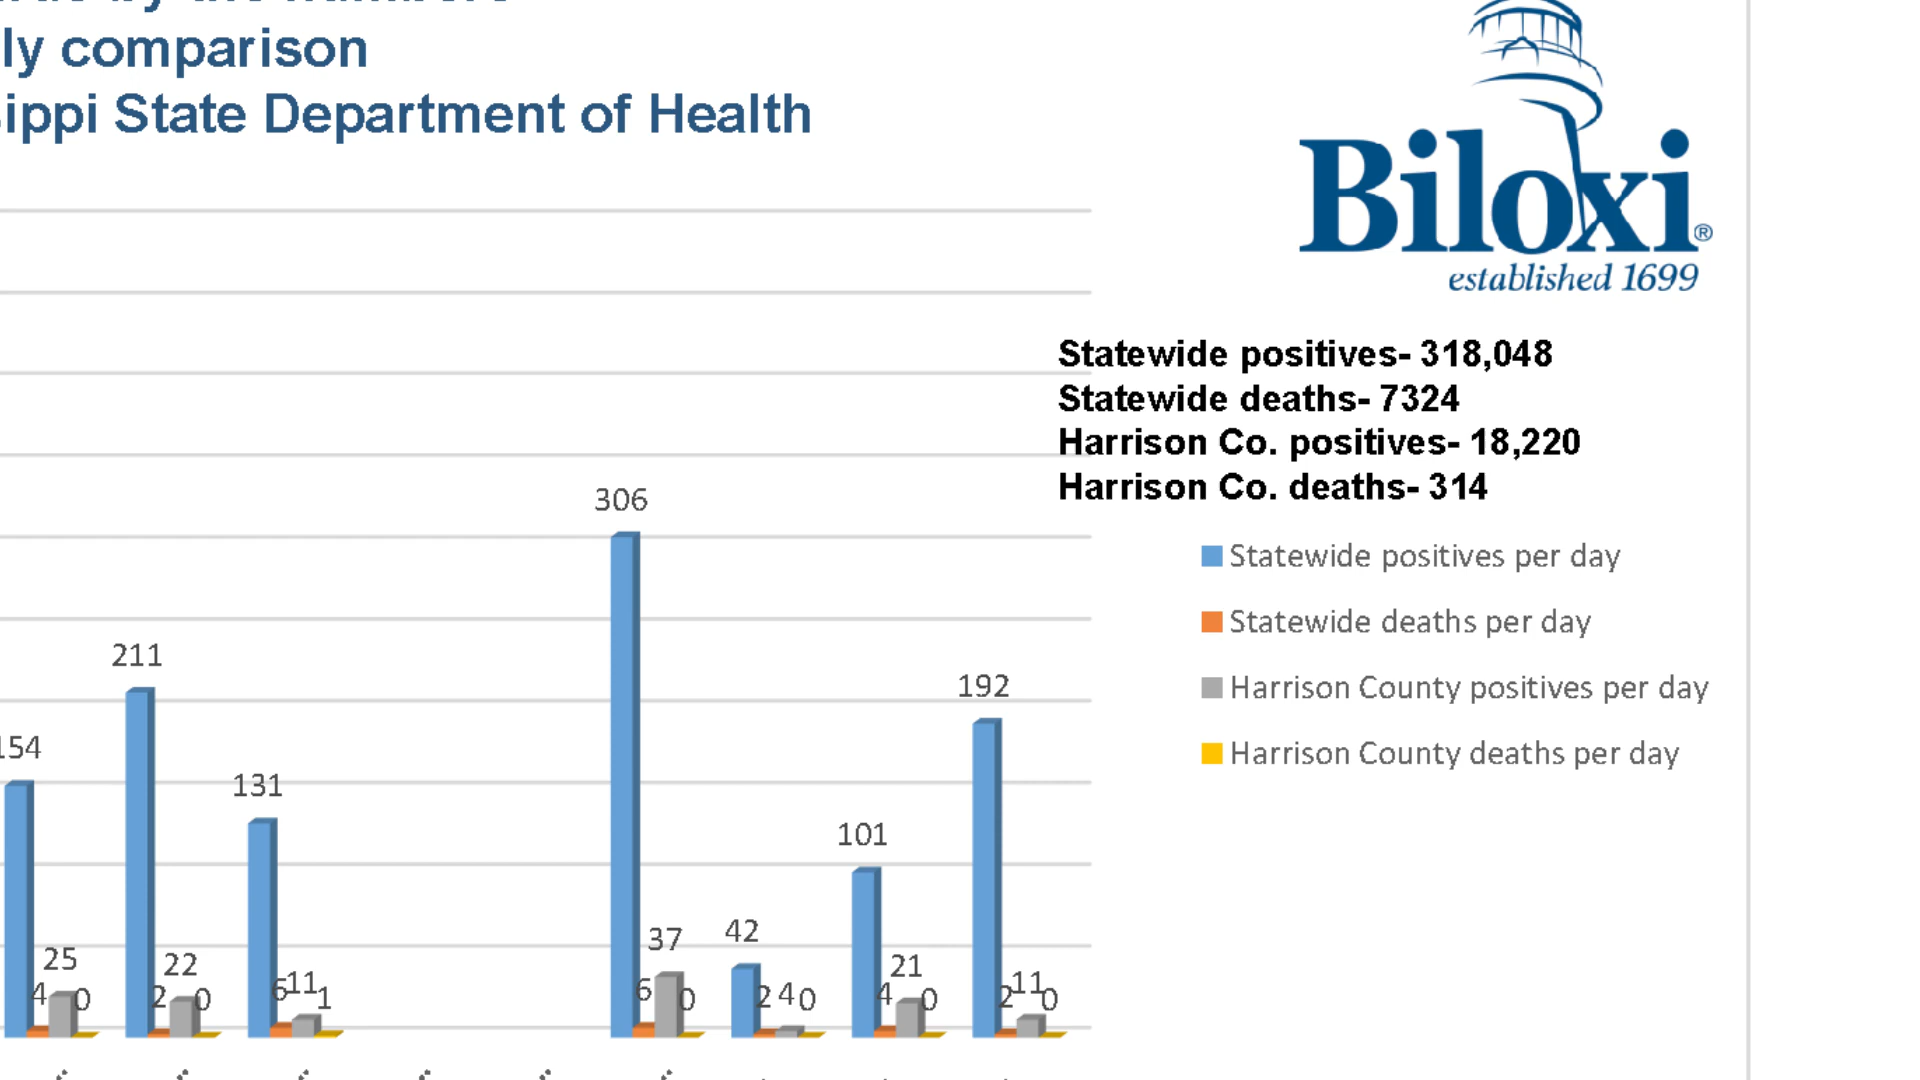 ly comparison
ippi State Department of Health
Biloxi®
established 1699
Statewide positives- 318,048
Statewide deaths- 7324
Harrison Co. positives- 18,220
Harrison Co. deaths- 314
306
Statewide positives per day
Statewide deaths per day
211
192
Harrison County positives per day
154
Harrison County deaths per day
131
101
25 22 37 42 21
4 0 2 0 6 11 1 6 0 2 4 0 4 0 2 11 0